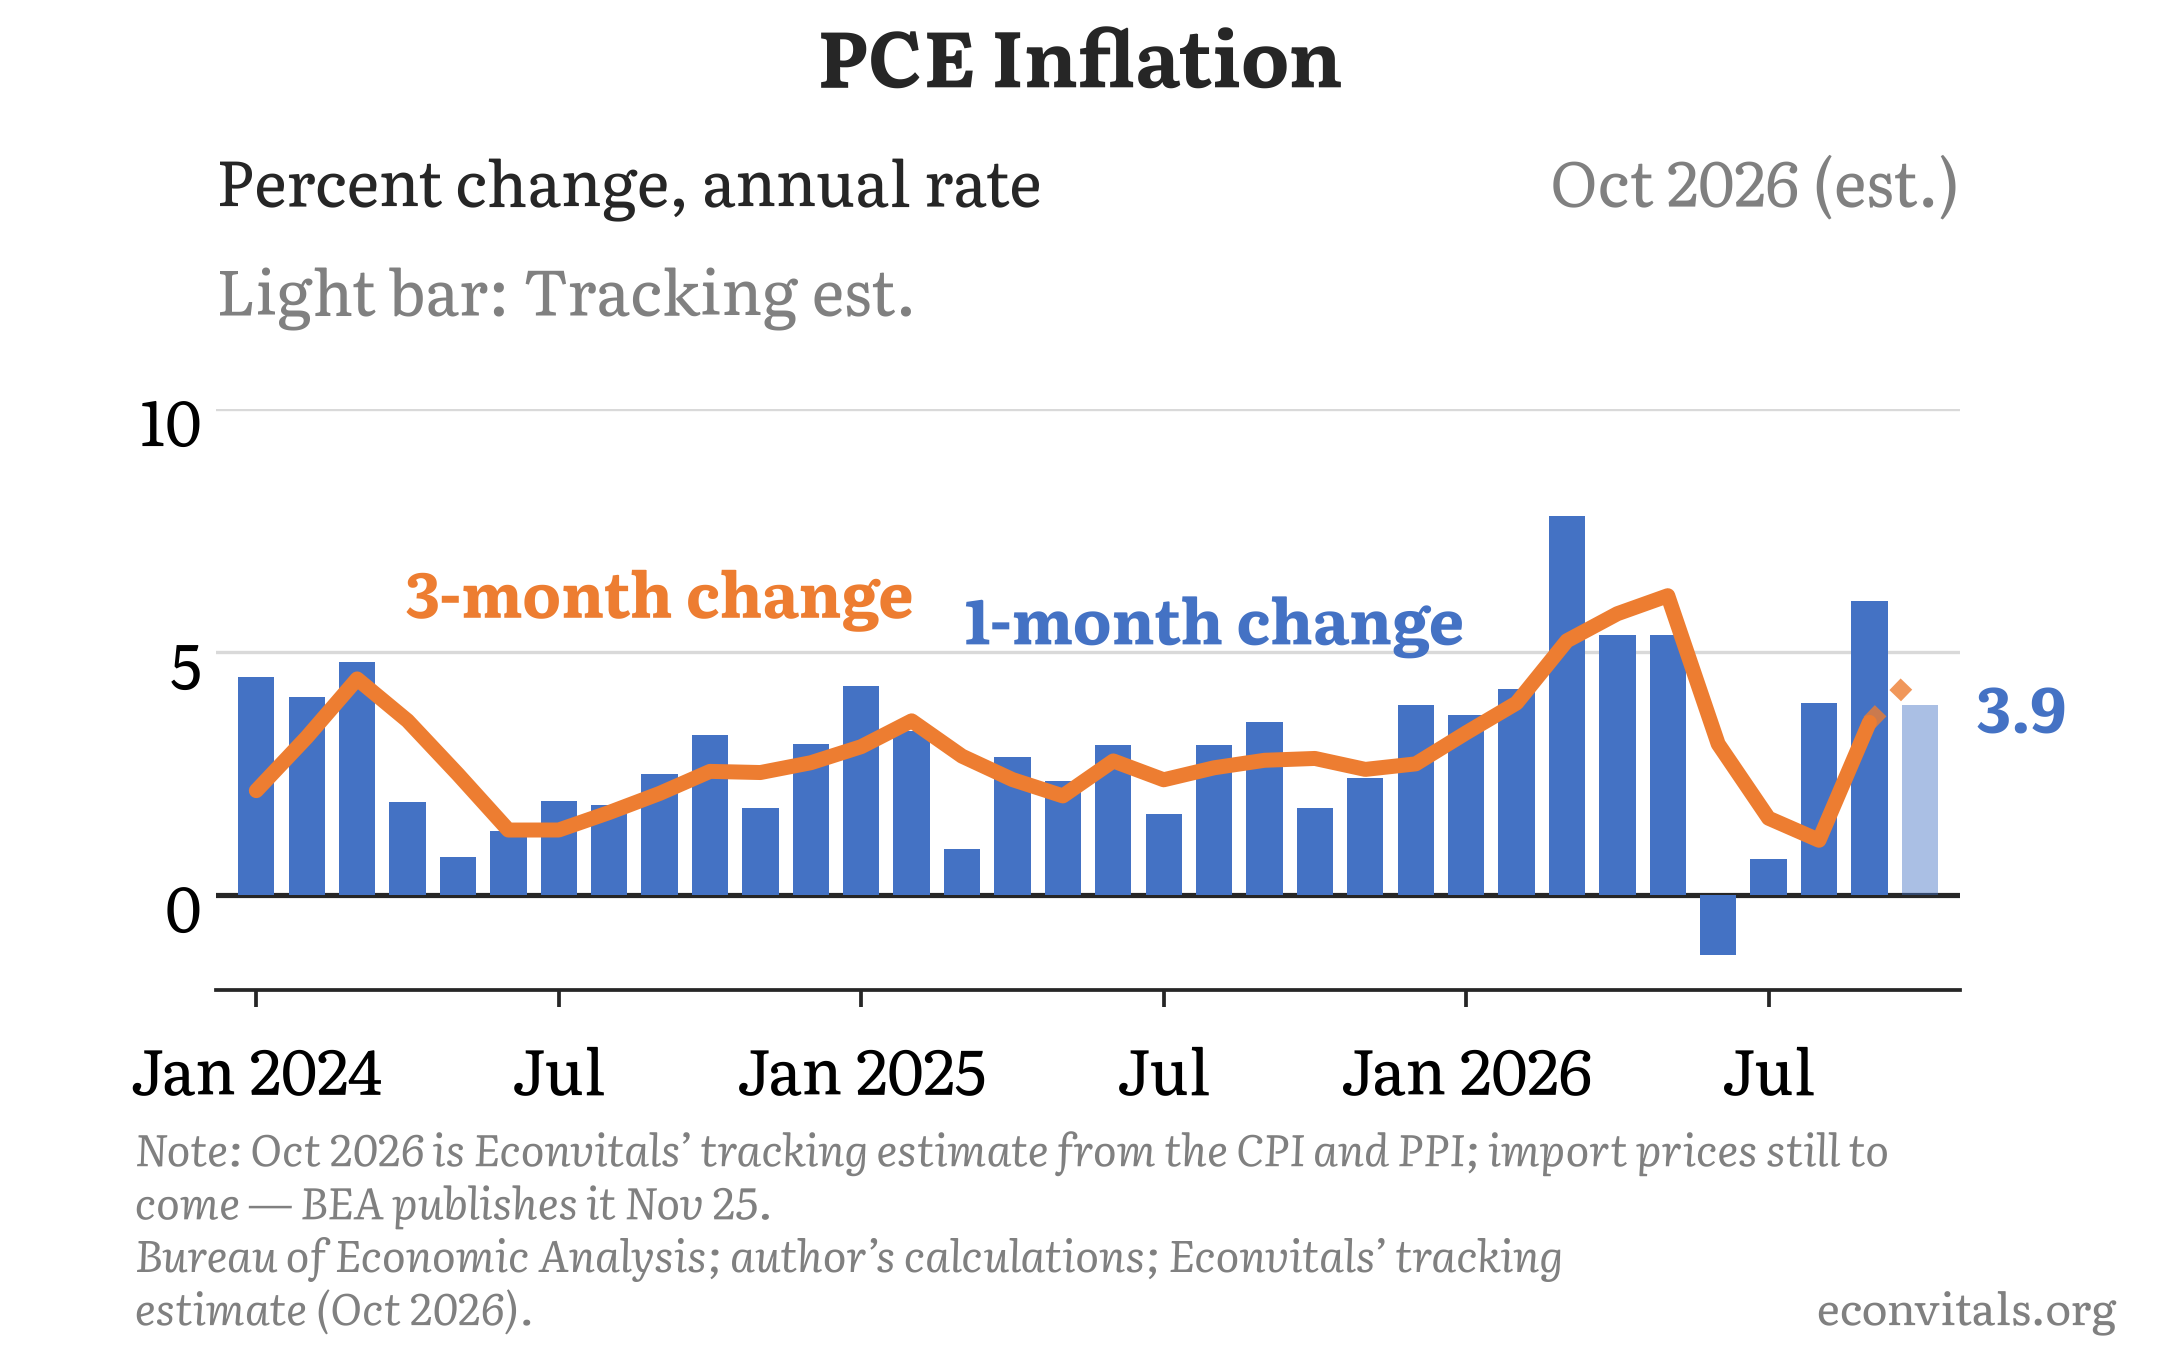 PCE Inflation
Percent change, annual rate
Oct 2026 (est.)
Light bar: Tracking est.
10
3-month change
1-month change
5
3.9
0
Jan 2024
Jul
Jan 2025
Jul
Jan 2026
Jul
Note: Oct 2026 is Econvitals’ tracking estimate from the CPI and PPI; import prices still to
come — BEA publishes it Nov 25.
Bureau of Economic Analysis; author’s calculations; Econvitals’ tracking
estimate (Oct 2026).
econvitals.org